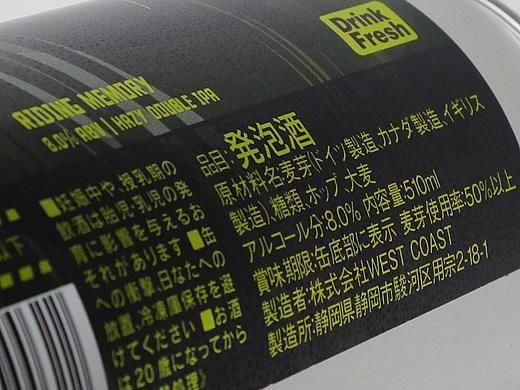 Drink
Fresh
RIDING MEMORY
8.0% ABV | HAZY DOUBLE IPA
品目:発泡酒
原材料名:麦芽(ドイツ製造、カナダ製造、イギリス
製造)、糖類、ホップ、大麦
アルコール分:8.0% 内容量:510ml
賞味期限:缶底部に表示 麦芽使用率:50%以上
製造者:株式会社WEST COAST
製造所:静岡県静岡市駿河区用宗2-18-1
■妊娠中や、授乳期の
飲酒は胎児・乳児の発
育に影響を与えるお
それがあります ■缶
への衝撃、日なたへの
放置、冷凍庫保存を避
けてください ■お酒
は20歳になってから
以下